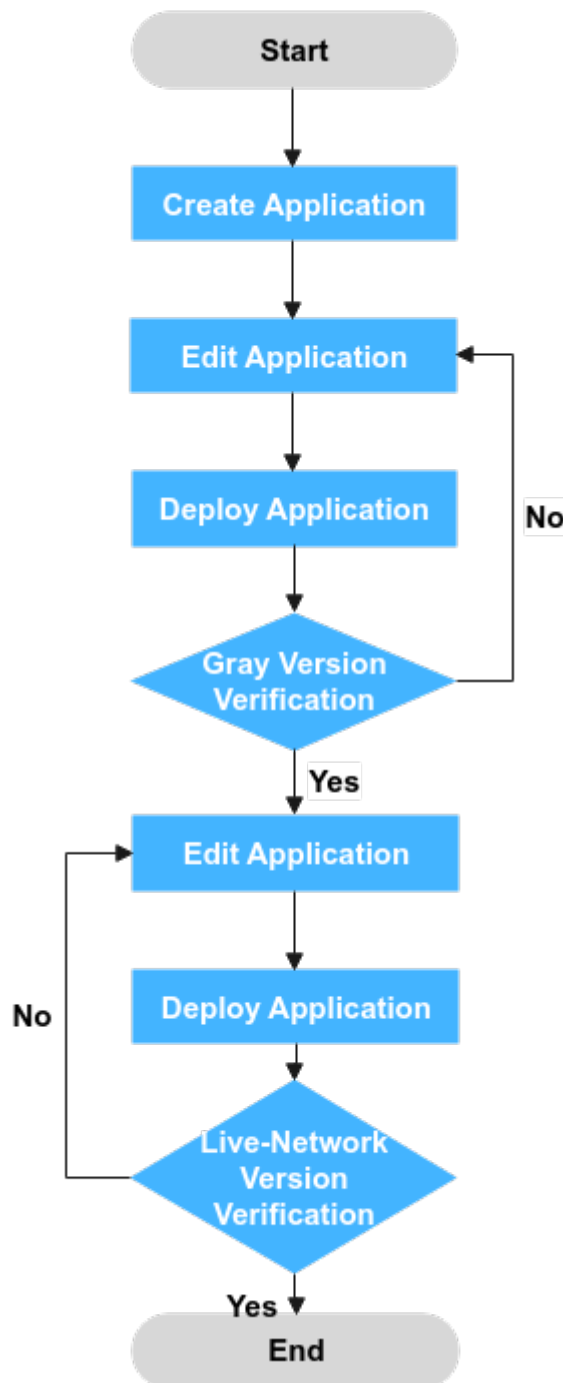 Start
Create Application
Edit Application
Deploy Application
No
Gray Version
Verification
Yes
Edit Application
Deploy Application
No
Live-Network
Version
Verification
Yes
End